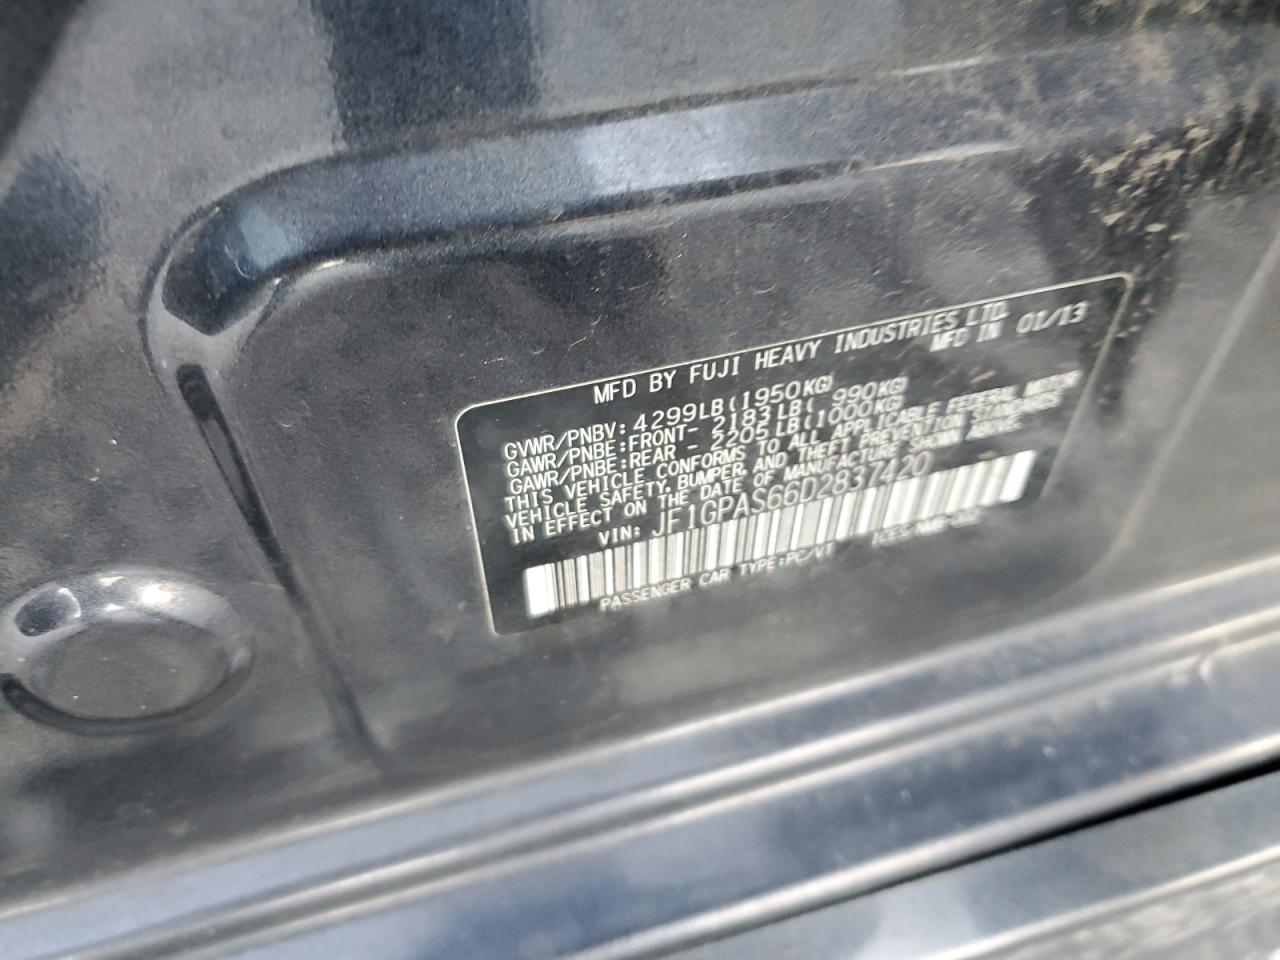 MFD BY FUJI HEAVY INDUSTRIES LTD.
MFD IN 01/13
GVWR/PNBV: 4299LB(1950KG)
GAWR/PNBE:FRONT- 2183LB( 990KG)
GAWR/PNBE:REAR - 2205LB(1000KG)
THIS VEHICLE CONFORMS TO ALL APPLICABLE FEDERAL MOTOR
VEHICLE SAFETY, BUMPER, AND THEFT PREVENTION STANDARDS
IN EFFECT ON THE DATE OF MANUFACTURE SHOWN ABOVE.
VIN: JF1GPAS66D2837420
PASSENGER CAR TYPE:PC/VT